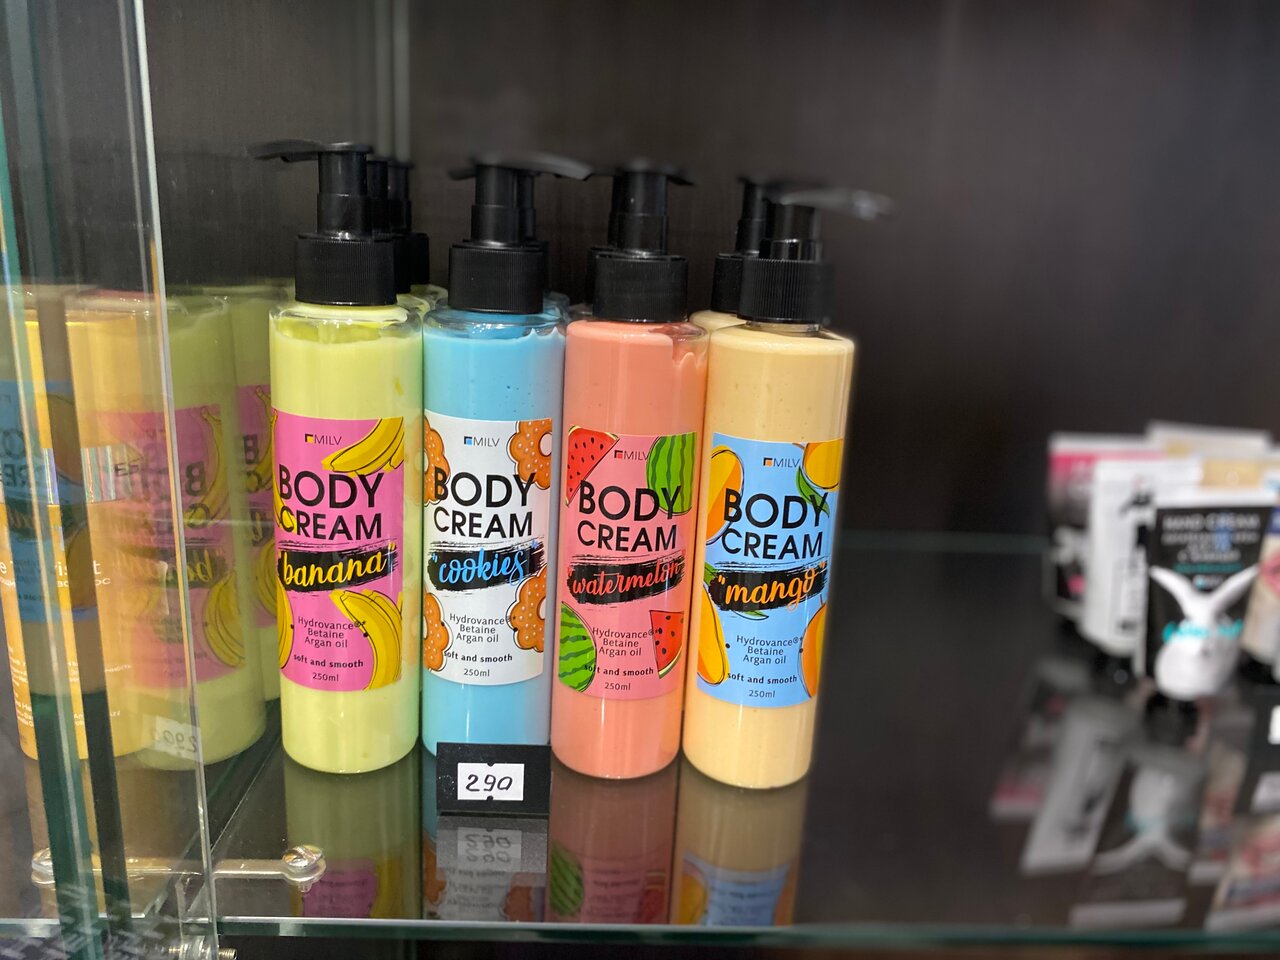 MILV
BODY
CREAM
"banana"
Hydrovance®
Betaine
Argan oil
soft and smooth
250ml
MILV
BODY
CREAM
"cookies"
Hydrovance®
Betaine
Argan oil
soft and smooth
250ml
MILV
BODY
CREAM
"watermelon"
Hydrovance®
Betaine
Argan oil
soft and smooth
250ml
MILV
BODY
CREAM
"mango"
Hydrovance®
Betaine
Argan oil
soft and smooth
250ml
290
HAND CREAM